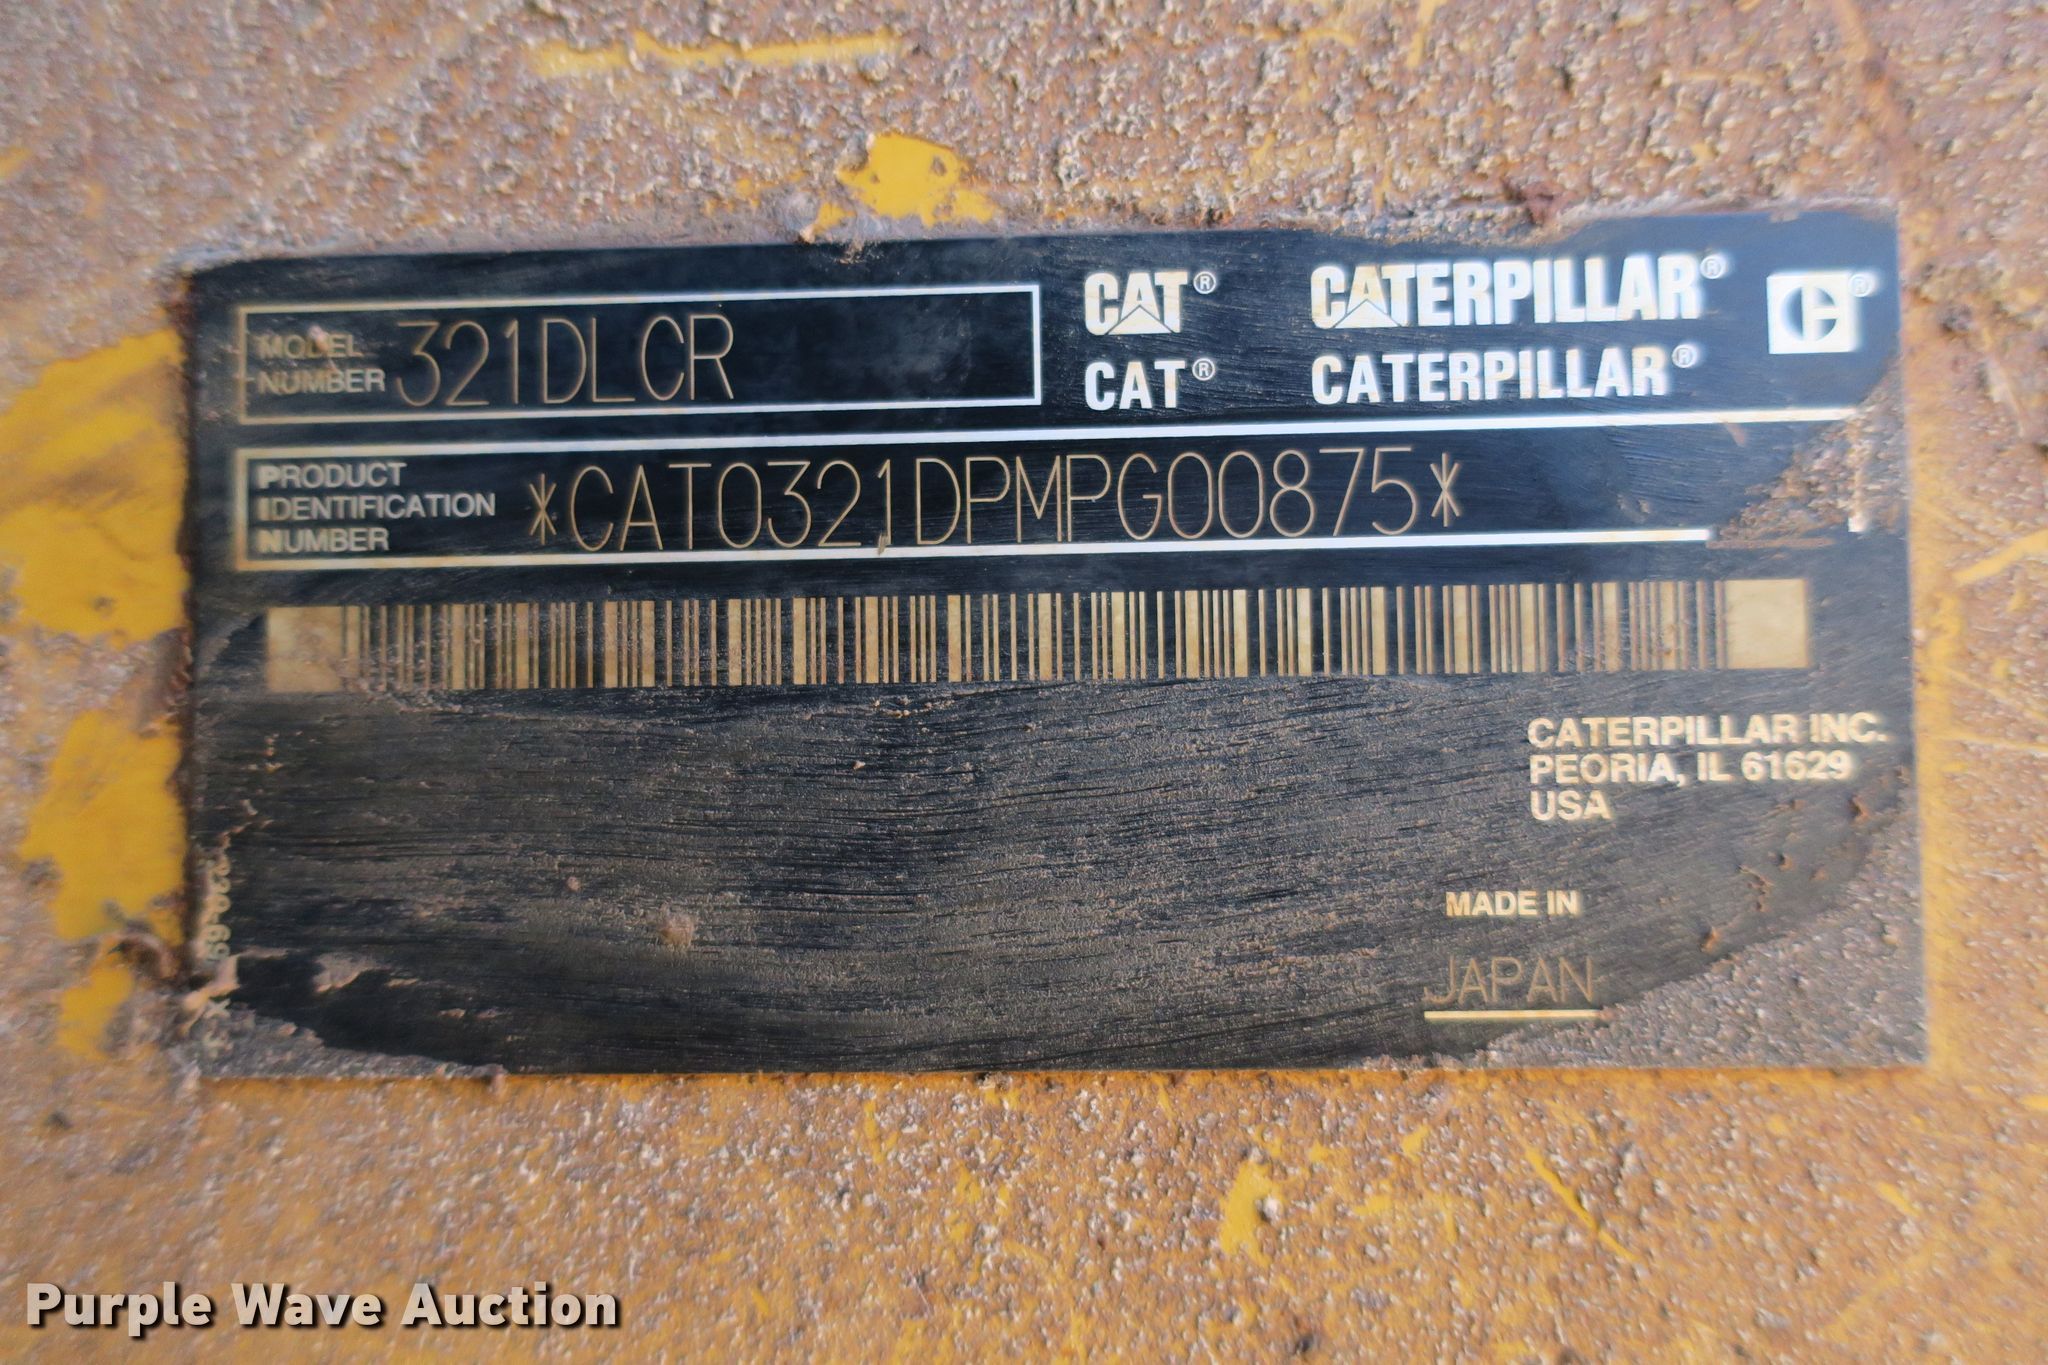 MODEL
NUMBER 321DLCR
CAT® CATERPILLAR® C®
CAT® CATERPILLAR®
PRODUCT
IDENTIFICATION
NUMBER *CAT0321DPMPG00875*
CATERPILLAR INC.
PEORIA, IL 61629
USA
MADE IN
JAPAN
Purple Wave Auction